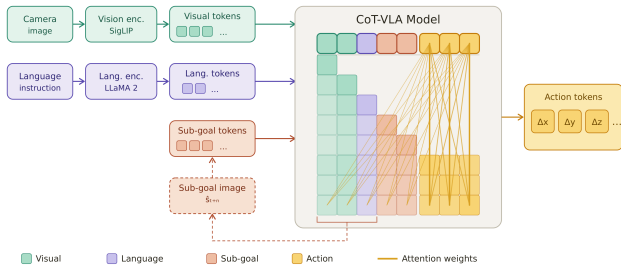 CoT-VLA Model
Camera
image
Vision enc.
SigLIP
Visual tokens
...
Language
instruction
Lang. enc.
LLaMA 2
Lang. tokens
...
Sub-goal tokens
...
Sub-goal image
ŝₜ₊ₙ
Action tokens
Δx Δy Δz ...
Visual
Language
Sub-goal
Action
Attention weights